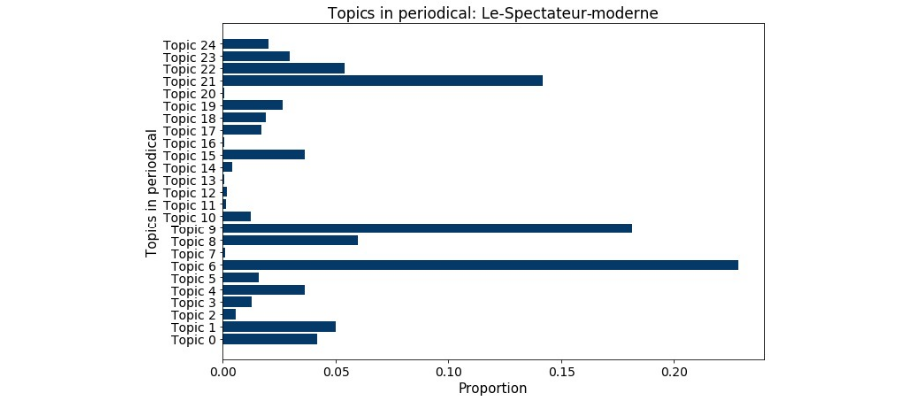 Topics in periodical: Le-Spectateur-moderne
Topic 24
Topic 23
Topic 22
Topic 21
Topic 20
Topic 19
Topic 18
Topic 17
Topic 16
Topic 15
Topic 14
Topic 13
Topic 12
Topic 11
Topic 10
Topic 9
Topic 8
Topic 7
Topic 6
Topic 5
Topic 4
Topic 3
Topic 2
Topic 1
Topic 0
Topics in periodical
0.00 0.05 0.10 0.15 0.20
Proportion